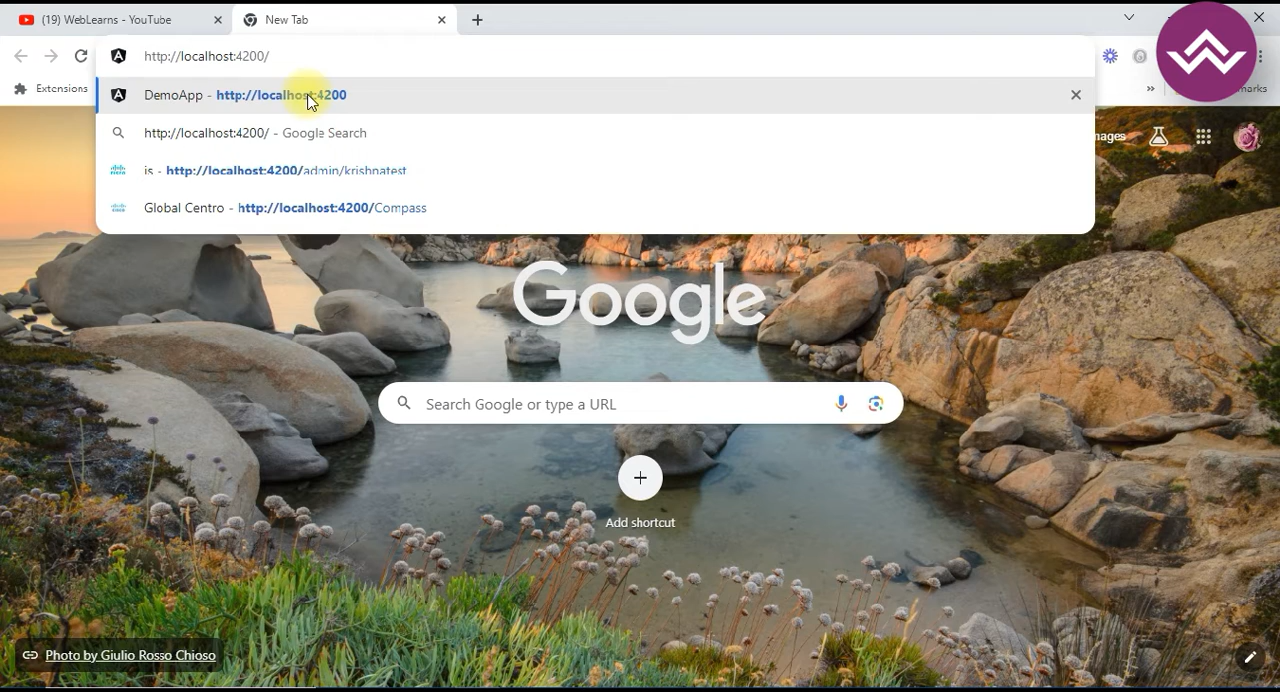 (19) WebLearns - YouTube
New Tab
http://localhost:4200/
Extensions
DemoApp - http://localhost:4200
http://localhost:4200/ - Google Search
is - http://localhost:4200/admin/krishnatest
Global Centro - http://localhost:4200/Compass
Google
Search Google or type a URL
Add shortcut
Photo by Giulio Rosso Chioso